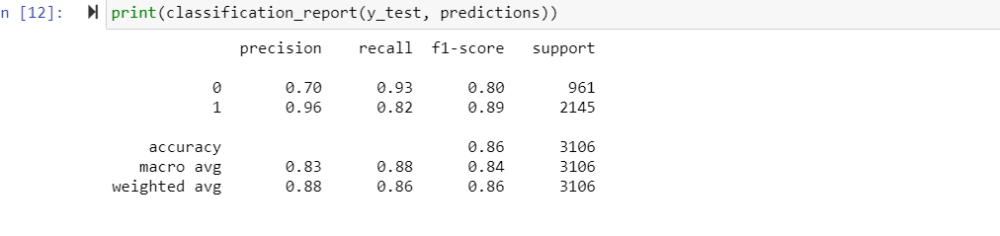 n [12]: print(classification_report(y_test, predictions))
precision recall f1-score support
0 0.70 0.93 0.80 961
1 0.96 0.82 0.89 2145
accuracy 0.86 3106
macro avg 0.83 0.88 0.84 3106
weighted avg 0.88 0.86 0.86 3106